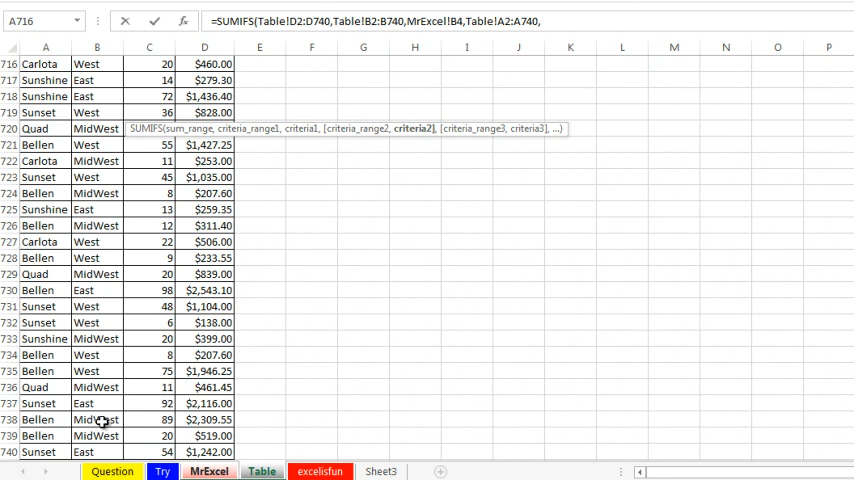 A716 =SUMIFS(Table!D2:D740,Table!B2:B740,MrExcel!B4,Table!A2:A740,
A B C D E F G H I J K L M N O P
716 Carlota West 20 $460.00
717 Sunshine East 14 $279.30
718 Sunshine East 72 $1,436.40
719 Sunset West 36 $828.00
720 Quad MidWest SUMIFS(sum_range, criteria_range1, criteria1, [criteria_range2, criteria2], [criteria_range3, criteria3], ...)
721 Bellen West 55 $1,427.25
722 Carlota MidWest 11 $253.00
723 Sunset West 45 $1,035.00
724 Bellen MidWest 8 $207.60
725 Sunshine East 13 $259.35
726 Bellen MidWest 12 $311.40
727 Carlota West 22 $506.00
728 Bellen West 9 $233.55
729 Quad MidWest 20 $839.00
730 Bellen East 98 $2,543.10
731 Sunset West 48 $1,104.00
732 Sunset West 6 $138.00
733 Sunshine MidWest 20 $399.00
734 Bellen West 8 $207.60
735 Bellen West 75 $1,946.25
736 Quad MidWest 11 $461.45
737 Sunset East 92 $2,116.00
738 Bellen MidWest 89 $2,309.55
739 Bellen MidWest 20 $519.00
740 Sunset East 54 $1,242.00
Question Try MrExcel Table excelisfun Sheet3